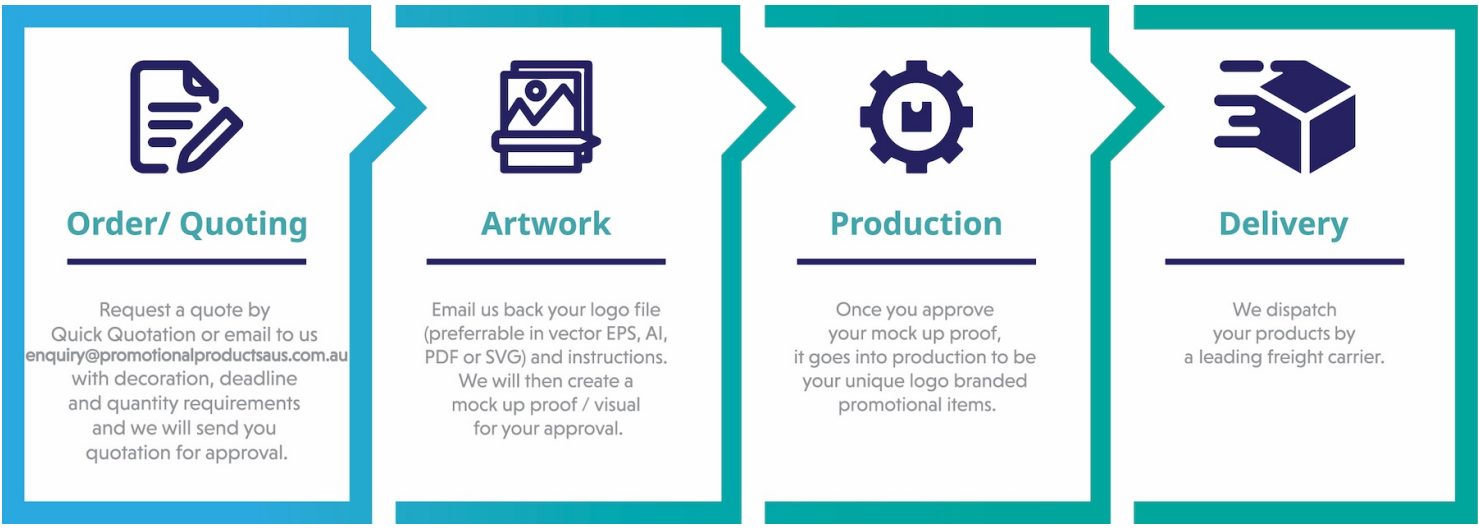 Order/ Quoting
Request a quote by
Quick Quotation or email to us
enquiry@promotionalproductsaus.com.au
with decoration, deadline
and quantity requirements
and we will send you
quotation for approval.
Artwork
Email us back your logo file
(preferrable in vector EPS, AI,
PDF or SVG) and instructions.
We will then create a
mock up proof / visual
for your approval.
Production
Once you approve
your mock up proof,
it goes into production to be
your unique logo branded
promotional items.
Delivery
We dispatch
your products by
a leading freight carrier.